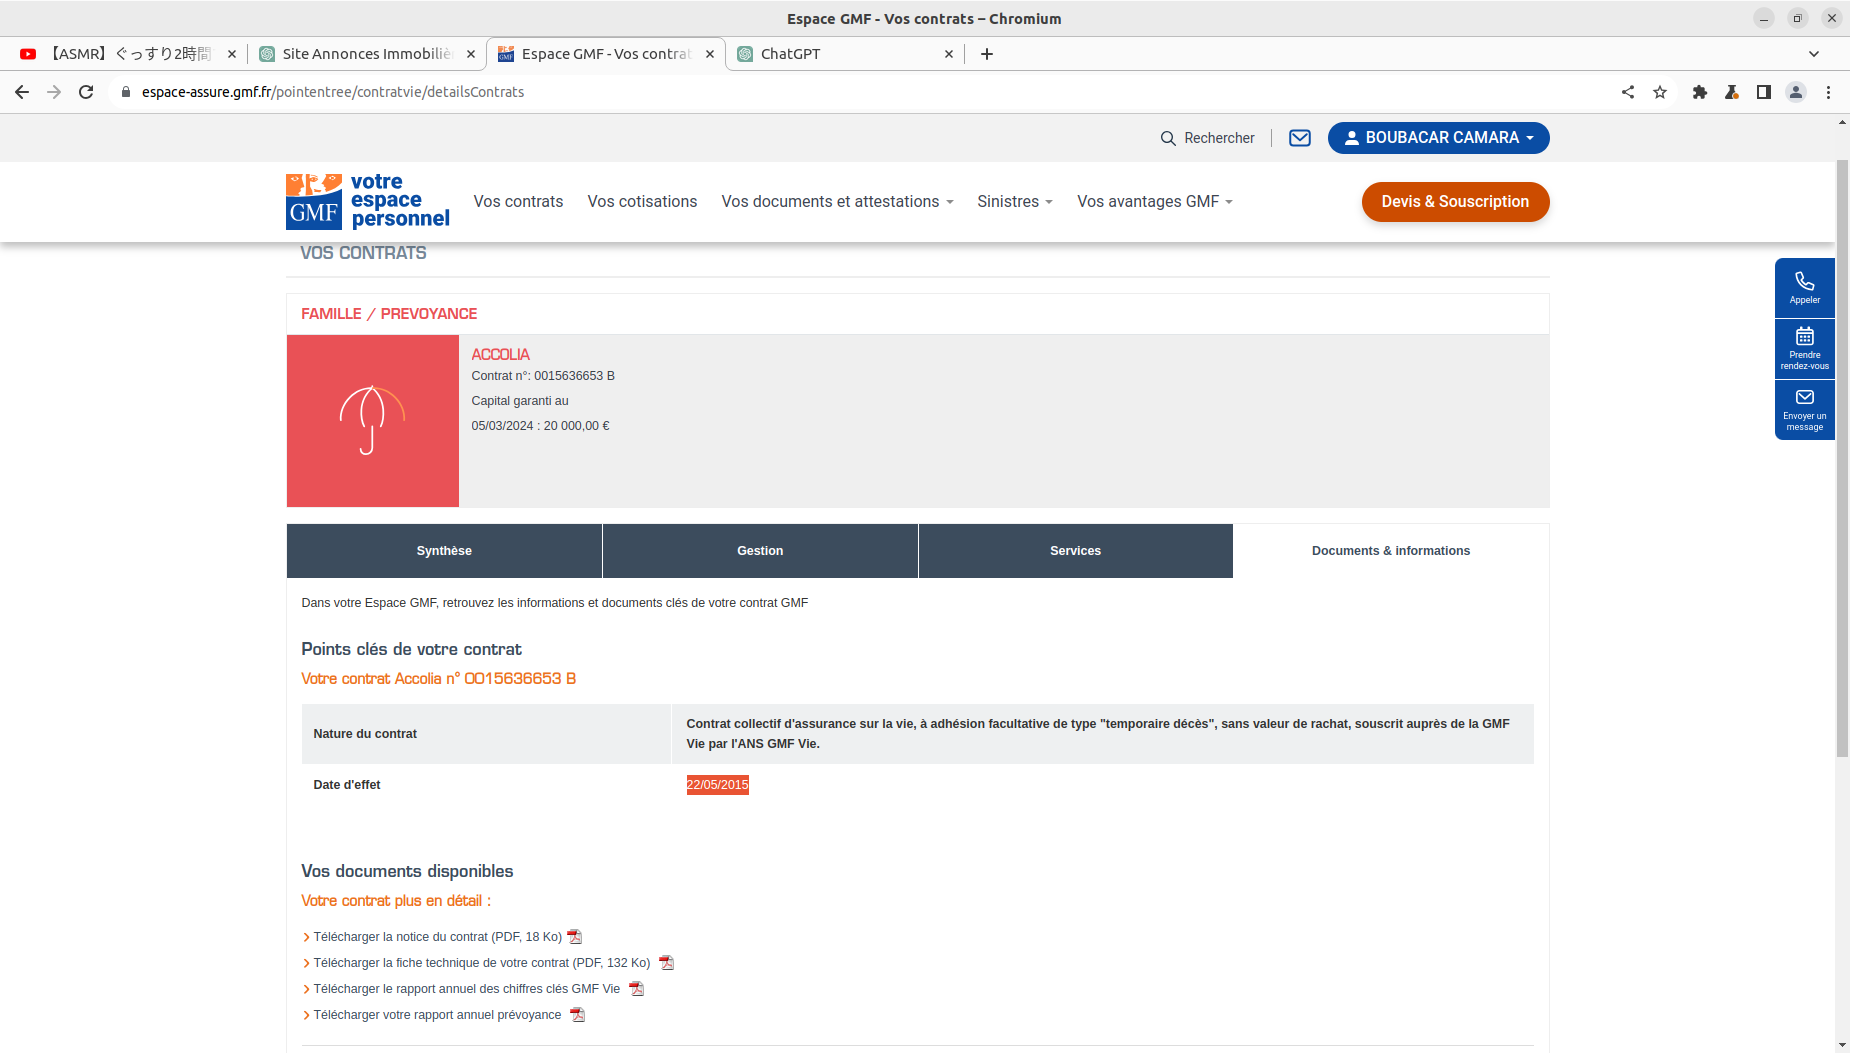 Espace GMF - Vos contrats – Chromium
【ASMR】ぐっすり2時間
Site Annonces Immobiliè
Espace GMF - Vos contrat
ChatGPT
espace-assure.gmf.fr/pointentree/contratvie/detailsContrats
Rechercher
BOUBACAR CAMARA
GMF
votre
espace
personnel
Vos contrats
Vos cotisations
Vos documents et attestations
Sinistres
Vos avantages GMF
Devis & Souscription
VOS CONTRATS
Appeler
Prendre
rendez-vous
Envoyer un
message
FAMILLE / PREVOYANCE
ACCOLIA
Contrat n°: 0015636653 B
Capital garanti au
05/03/2024 : 20 000,00 €
Synthèse
Gestion
Services
Documents & informations
Dans votre Espace GMF, retrouvez les informations et documents clés de votre contrat GMF
Points clés de votre contrat
Votre contrat Accolia n° 0015636653 B
Nature du contrat
Contrat collectif d'assurance sur la vie, à adhésion facultative de type "temporaire décès", sans valeur de rachat, souscrit auprès de la GMF
Vie par l'ANS GMF Vie.
Date d'effet
22/05/2015
Vos documents disponibles
Votre contrat plus en détail :
Télécharger la notice du contrat (PDF, 18 Ko)
Télécharger la fiche technique de votre contrat (PDF, 132 Ko)
Télécharger le rapport annuel des chiffres clés GMF Vie
Télécharger votre rapport annuel prévoyance